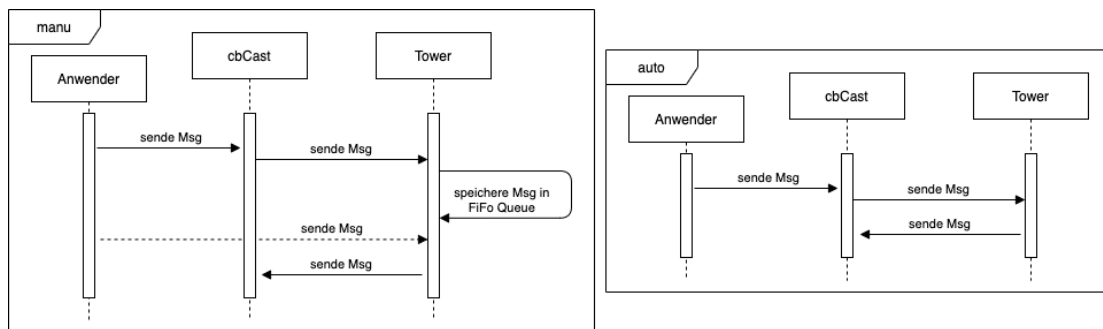 manu
Anwender
cbCast
Tower
sende Msg
sende Msg
speichere Msg in
FiFo Queue
sende Msg
sende Msg
auto
Anwender
cbCast
Tower
sende Msg
sende Msg
sende Msg